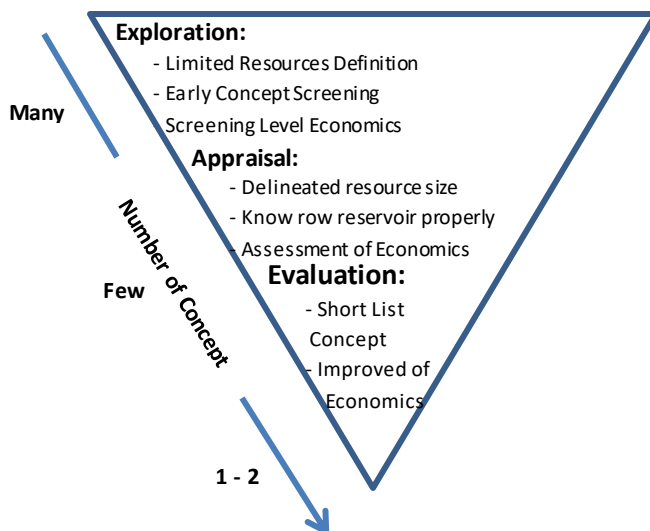 Exploration:
- Limited Resources Definition
- Early Concept Screening
Screening Level Economics
Many
Appraisal:
- Delineated resource size
- Know row reservoir properly
- Assessment of Economics
Number of Concept
Few
Evaluation:
- Short List
Concept
- Improved of
Economics
1 - 2